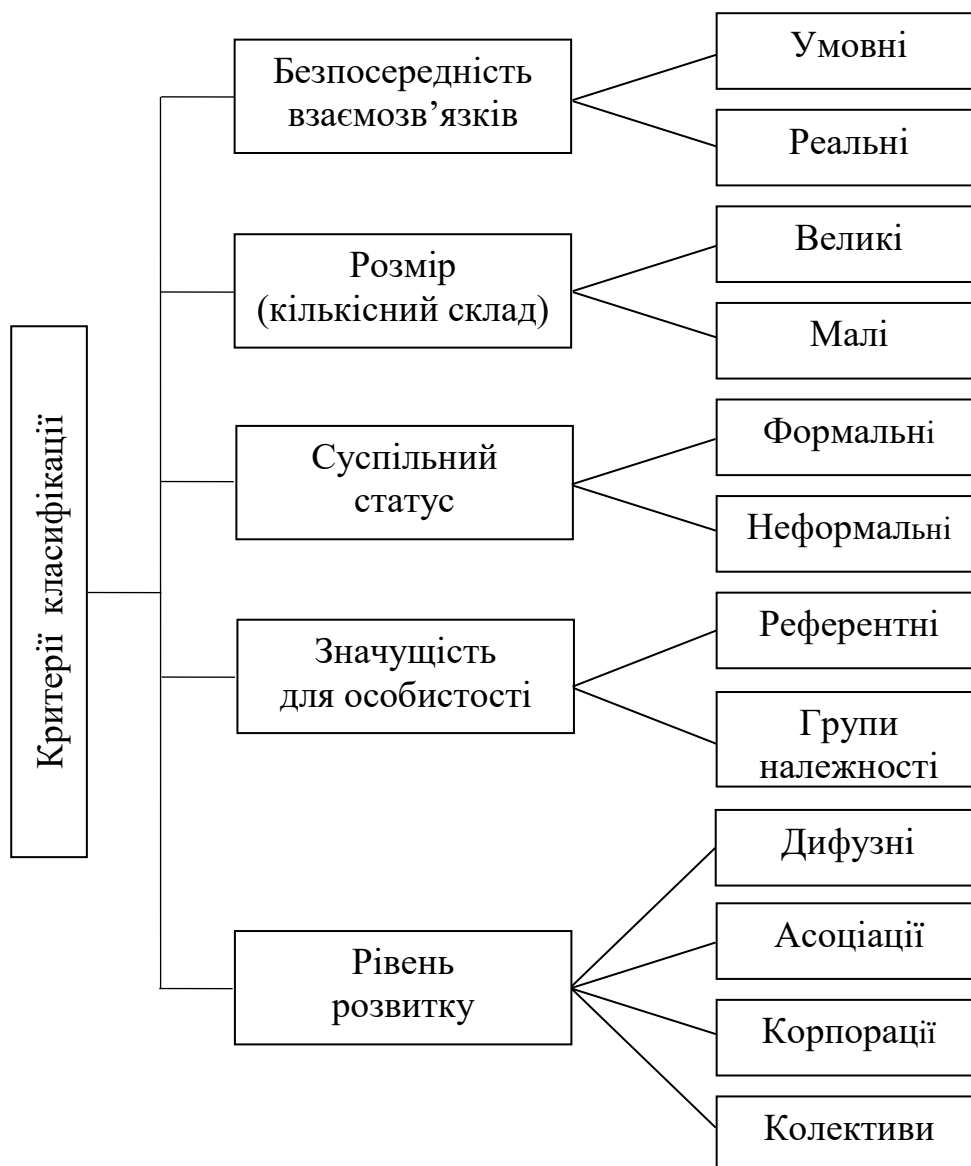 Критерії класифікації
Безпосередність
взаємозв’язків
Умовні
Реальні
Розмір
(кількісний склад)
Великі
Малі
Суспільний
статус
Формальні
Неформальні
Значущість
для особистості
Референтні
Групи
належності
Рівень
розвитку
Дифузні
Асоціації
Корпорації
Колективи